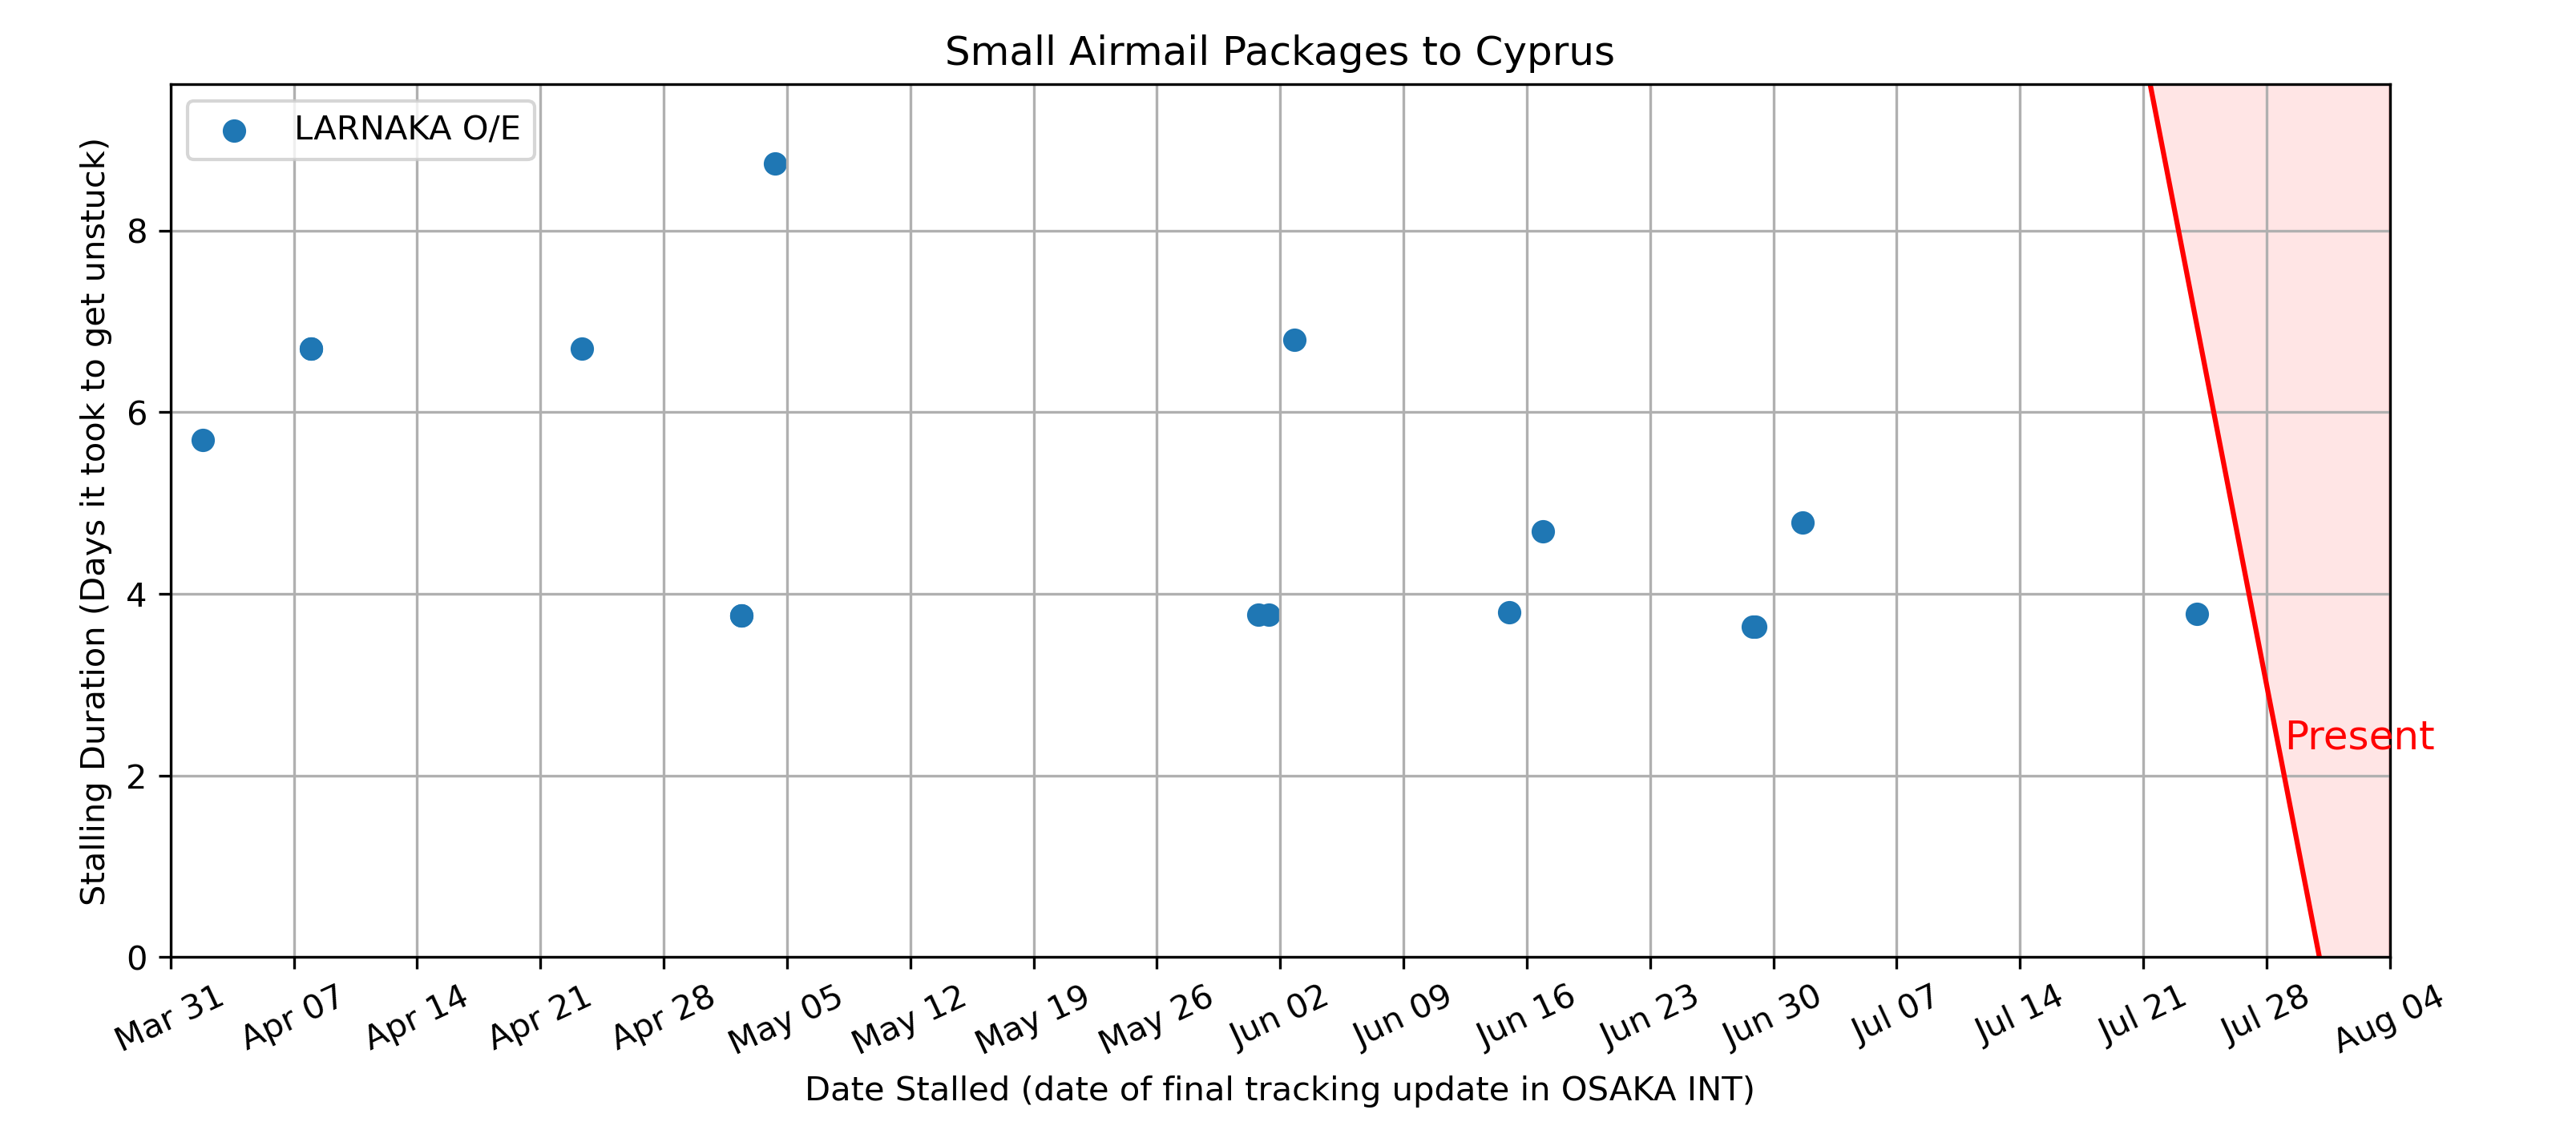 Small Airmail Packages to Cyprus
LARNAKA O/E
Stalling Duration (Days it took to get unstuck)
8
6
4
2
0
Present
Mar 31 Apr 07 Apr 14 Apr 21 Apr 28 May 05 May 12 May 19 May 26 Jun 02 Jun 09 Jun 16 Jun 23 Jun 30 Jul 07 Jul 14 Jul 21 Jul 28 Aug 04
Date Stalled (date of final tracking update in OSAKA INT)